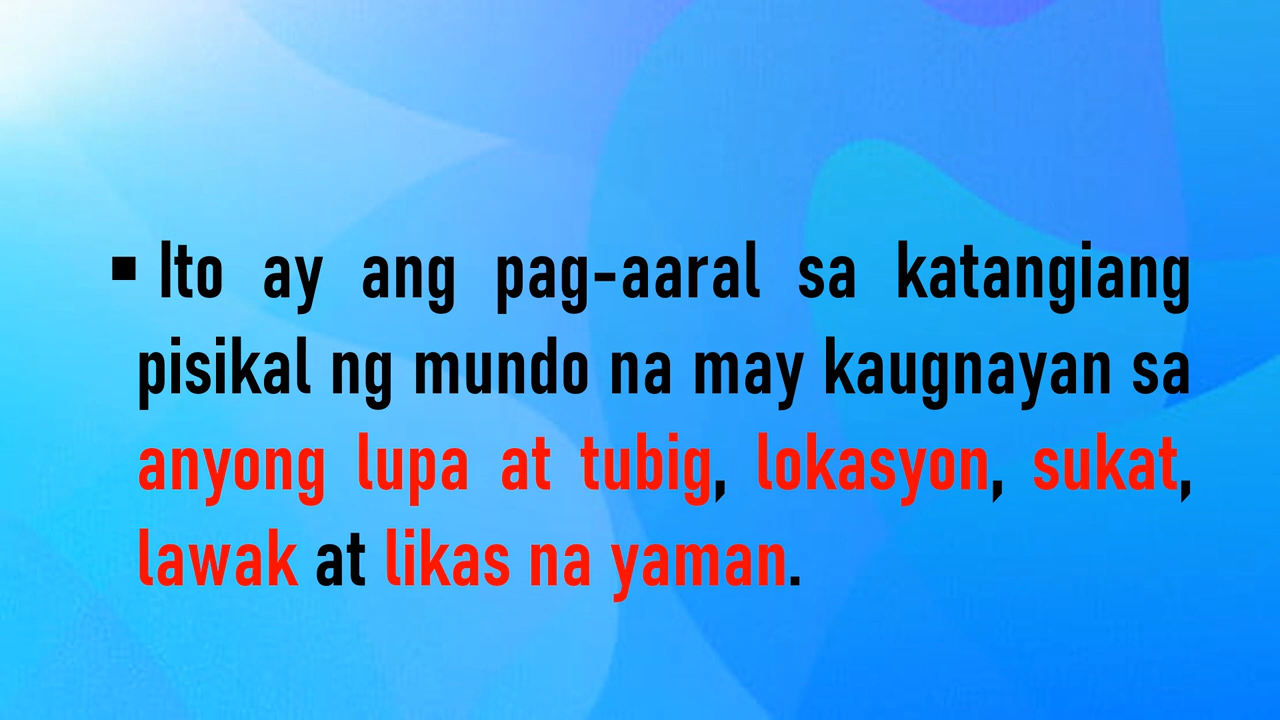 ▪ Ito ay ang pag-aaral sa katangiang
pisikal ng mundo na may kaugnayan sa
anyong lupa at tubig, lokasyon, sukat,
lawak at likas na yaman.